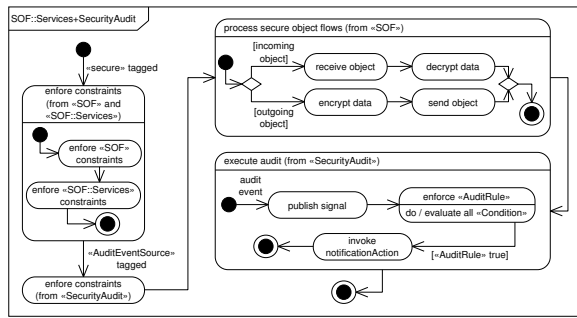 SOF::Services+SecurityAudit
«secure» tagged
enfore constraints
(from «SOF» and
«SOF::Services»)
enfore «SOF»
constraints
enfore «SOF::Services»
constraints
«AuditEventSource»
tagged
enfore constraints
(from «SecurityAudit»)
process secure object flows (from «SOF»)
[incoming
object]
receive object
decrypt data
encrypt data
send object
[outgoing
object]
execute audit (from «SecurityAudit»)
audit
event
publish signal
enforce «AuditRule»
do / evaluate all «Condition»
invoke
notificationAction
[«AuditRule» true]